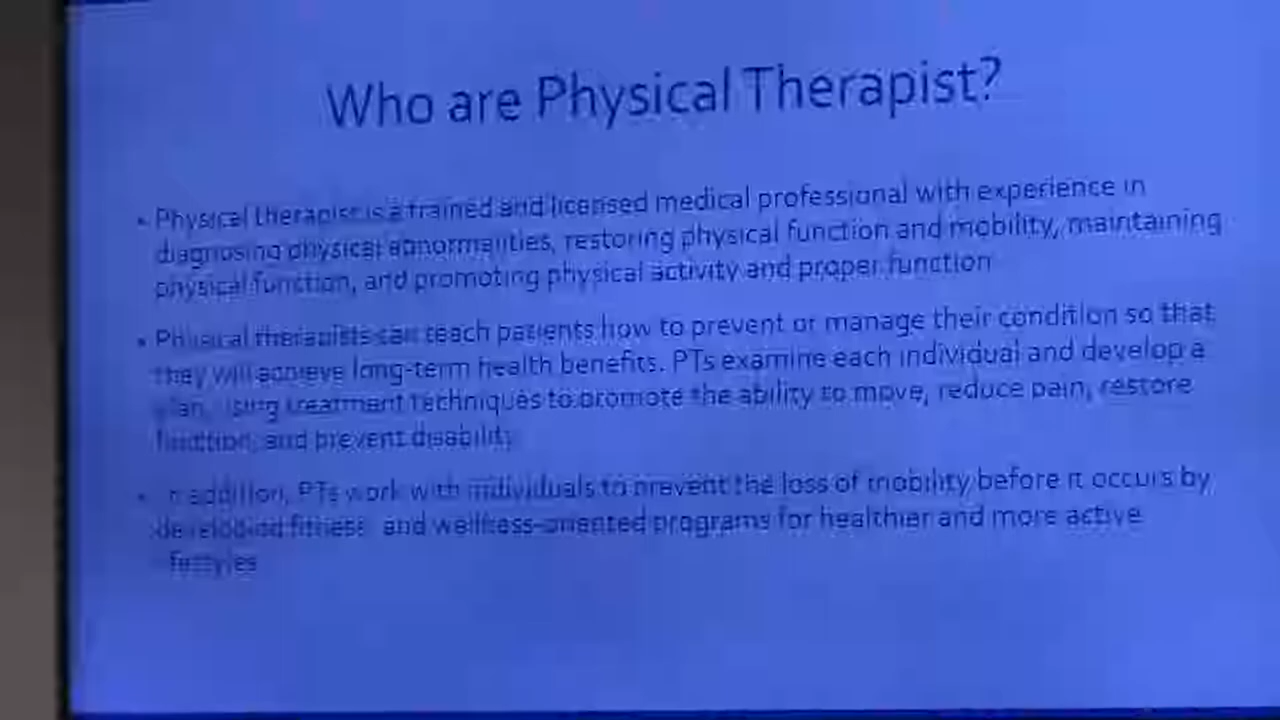 Who are Physical Therapist?
• Physical therapist is a trained and licensed medical professional with experience in
diagnosing physical abnormalities, restoring physical function and mobility, maintaining
physical function, and promoting physical activity and proper function
• Physical therapists can teach patients how to prevent or manage their condition so that
they will achieve long-term health benefits. PTs examine each individual and develop a
plan, using treatment techniques to promote the ability to move, reduce pain, restore
function, and prevent disability
• In addition, PTs work with individuals to prevent the loss of mobility before it occurs by
developing fitness and wellness-oriented programs for healthier and more active
lifestyles